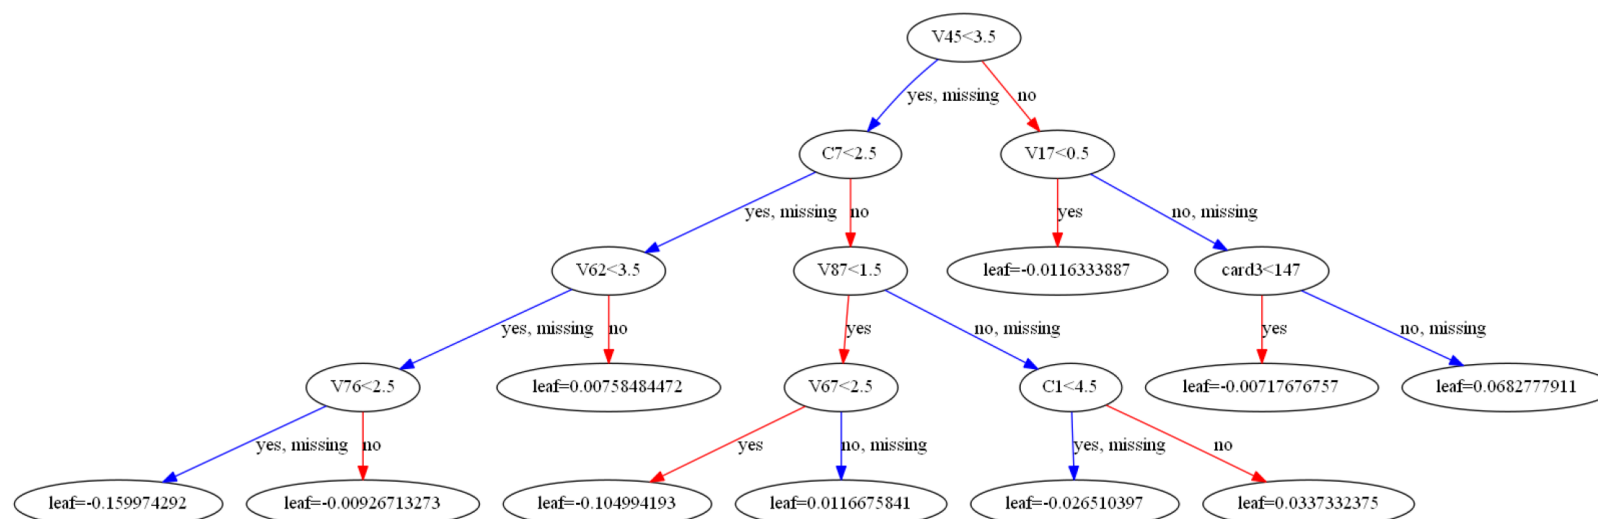 V45<3.5
yes, missing
no
C7<2.5
V17<0.5
yes, missing
no
yes
no, missing
V62<3.5
V87<1.5
leaf=-0.0116333887
card3<147
yes, missing
no
yes
no, missing
yes
no, missing
V76<2.5
leaf=0.00758484472
V67<2.5
C1<4.5
leaf=-0.00717676757
leaf=0.0682777911
yes, missing
no
yes
no, missing
yes, missing
no
leaf=-0.159974292
leaf=-0.00926713273
leaf=-0.104994193
leaf=0.0116675841
leaf=-0.026510397
leaf=0.0337332375